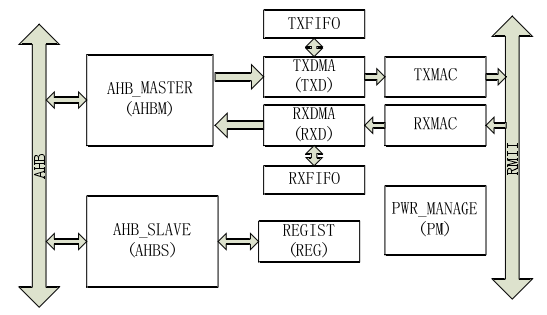 TXFIFO
TXDMA
(TXD)
TXMAC
AHB_MASTER
(AHBM)
RXDMA
(RXD)
RXMAC
RXFIFO
AHB
RMII
AHB_SLAVE
(AHBS)
REGIST
(REG)
PWR_MANAGE
(PM)